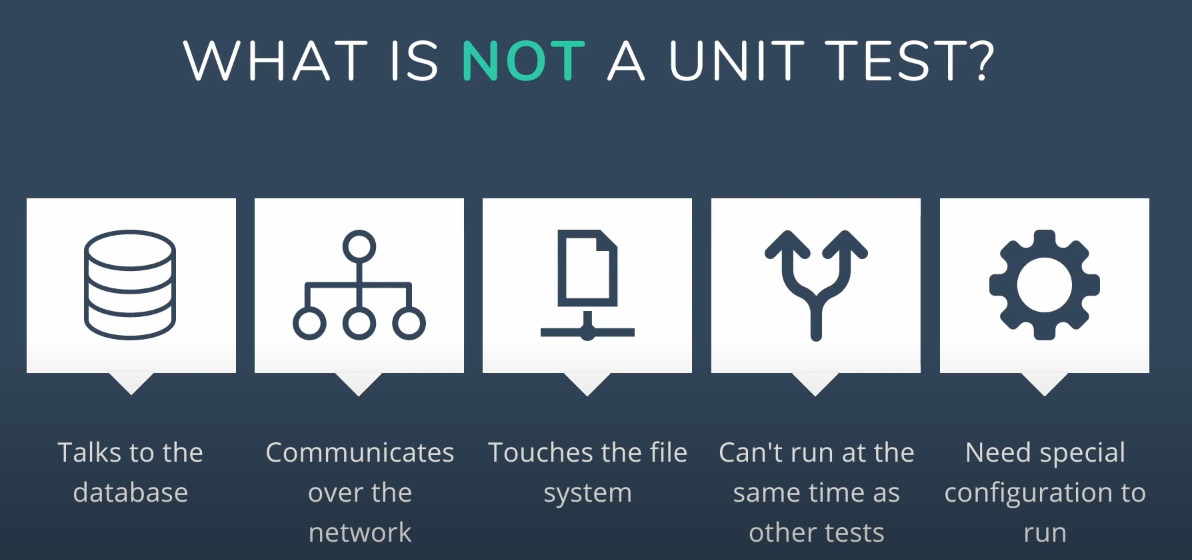 WHAT IS NOT A UNIT TEST?
Talks to the
database
Communicates
over the
network
Touches the file
system
Can't run at the
same time as
other tests
Need special
configuration to
run